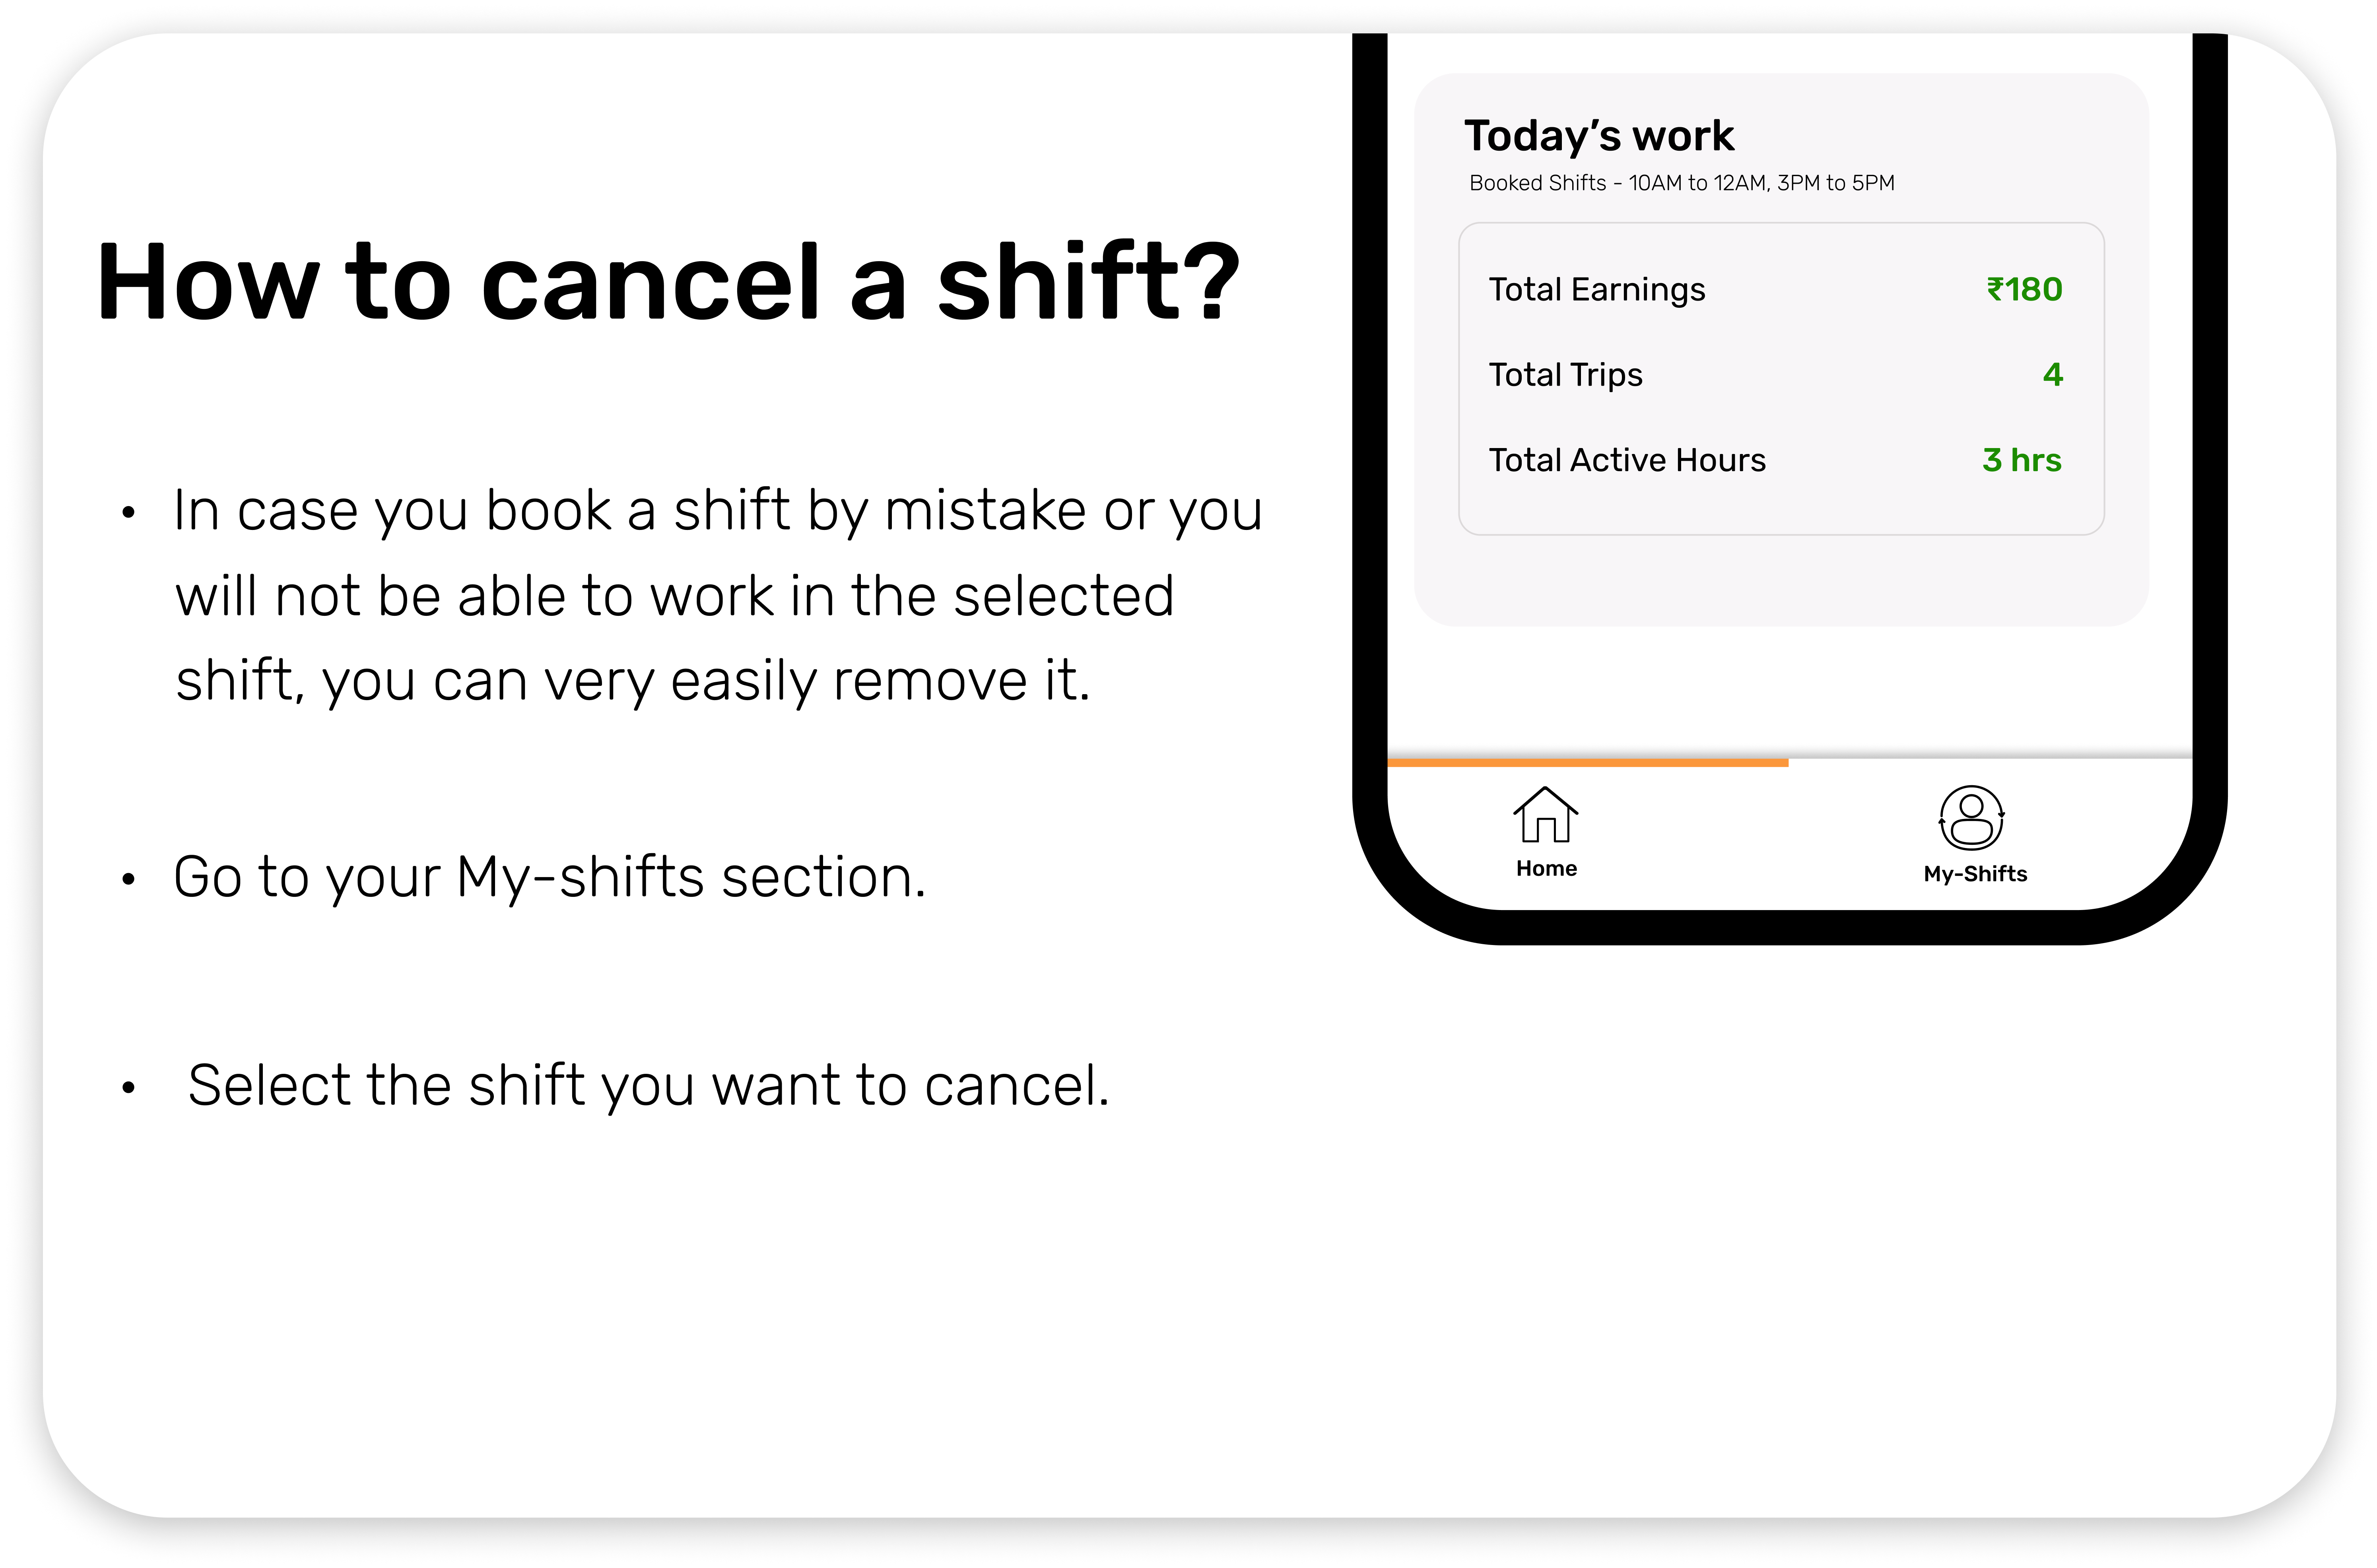 How to cancel a shift?
• In case you book a shift by mistake or you
will not be able to work in the selected
shift, you can very easily remove it.
• Go to your My-shifts section.
• Select the shift you want to cancel.
Today’s work
Booked Shifts - 10AM to 12AM, 3PM to 5PM
Total Earnings ₹180
Total Trips 4
Total Active Hours 3 hrs
Home My-Shifts